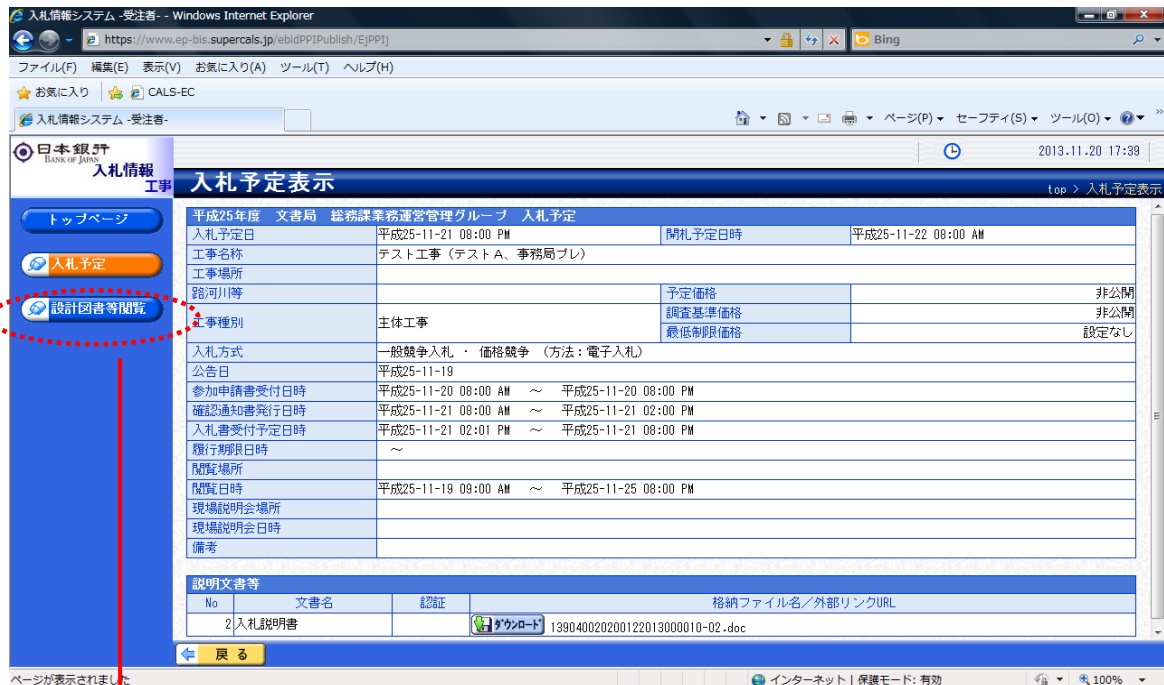 入札情報システム -受注者- - Windows Internet Explorer
https://www.ep-bis.supercals.jp/ebidPPIPublish/EjPPIj
Bing
ファイル(F) 編集(E) 表示(V) お気に入り(A) ツール(T) ヘルプ(H)
お気に入り CALS-EC
入札情報システム -受注者-
ページ(P) セーフティ(S) ツール(O)
日本銀行
BANK OF JAPAN
入札情報
工事
2013.11.20 17:39
入札予定表示
top > 入札予定表示
トップページ
入札予定
設計図書等閲覧
平成25年度 文書局 総務課業務運営管理グループ 入札予定
入札予定日 平成25-11-21 08:00 PM 開札予定日時 平成25-11-22 08:00 AM
工事名称 テスト工事（テストA、事務局プレ）
工事場所
路河川等 予定価格 非公開
工事種別 主体工事 調査基準価格 非公開
最低制限価格 設定なし
入札方式 一般競争入札 ・ 価格競争 （方法：電子入札）
公告日 平成25-11-19
参加申請書受付日時 平成25-11-20 08:00 AM ～ 平成25-11-20 08:00 PM
確認通知書発行日時 平成25-11-21 08:00 AM ～ 平成25-11-21 02:00 PM
入札書受付予定日時 平成25-11-21 02:01 PM ～ 平成25-11-21 08:00 PM
履行期限日時 ～
閲覧場所
閲覧日時 平成25-11-19 09:00 AM ～ 平成25-11-25 08:00 PM
現場説明会場所
現場説明会日時
備考
説明文書等
No 文書名 認証 格納ファイル名／外部リンクURL
2 入札説明書 ダウンロード 139040020200122013000010-02.doc
戻る
ページが表示されました インターネット | 保護モード: 有効 100%